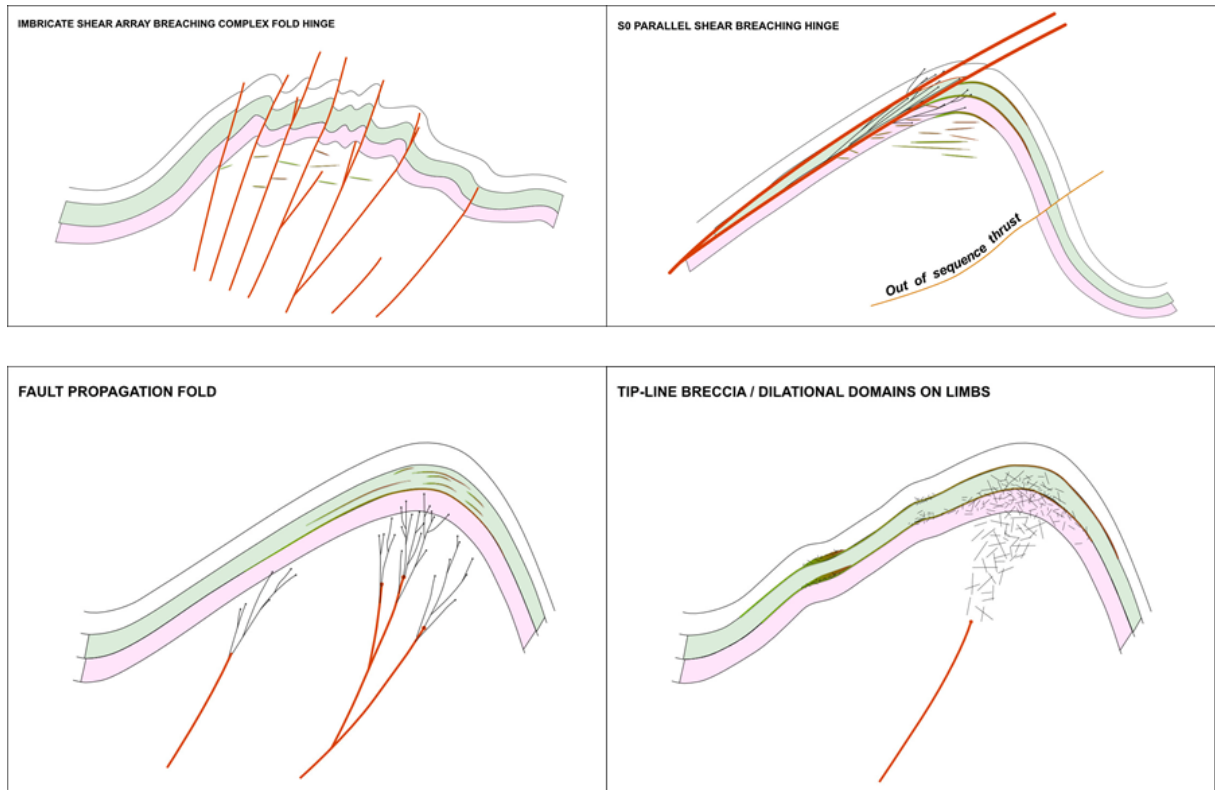 IMBRICATE SHEAR ARRAY BREACHING COMPLEX FOLD HINGE
S0 PARALLEL SHEAR BREACHING HINGE
Out of sequence thrust
FAULT PROPAGATION FOLD
TIP-LINE BRECCIA / DILATIONAL DOMAINS ON LIMBS